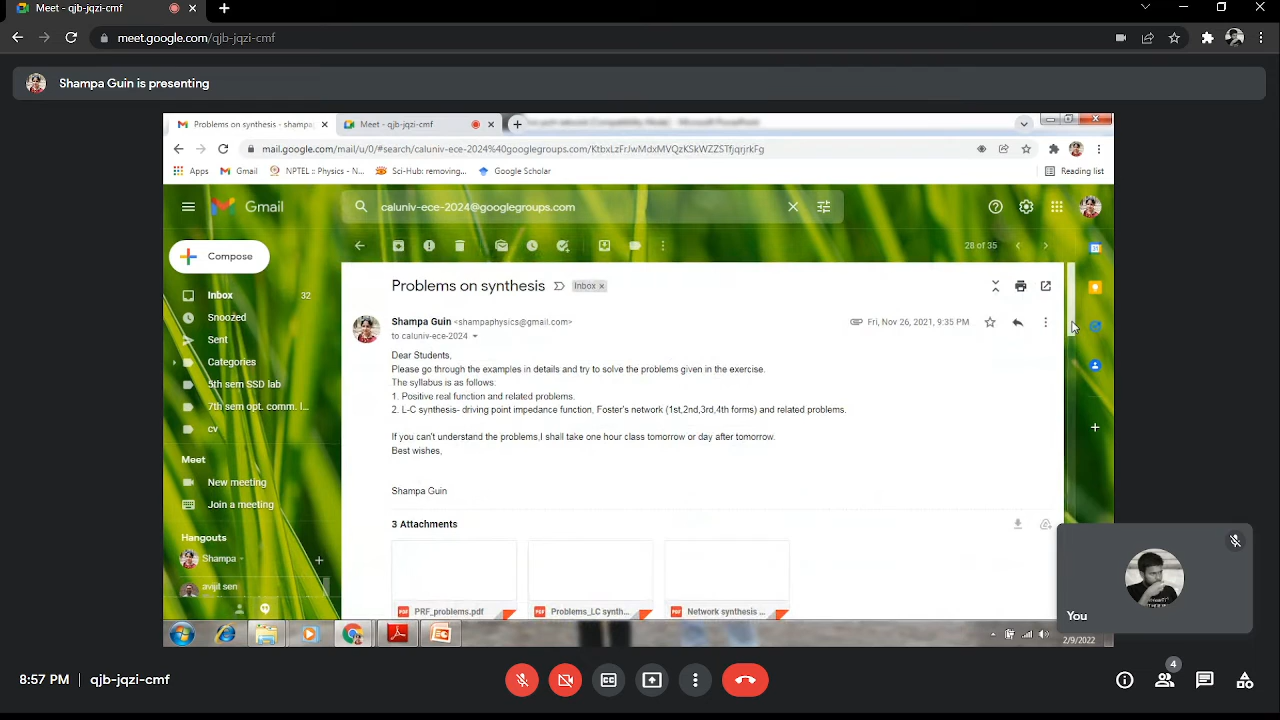 Meet - qjb-jqzi-cmf
meet.google.com/qjb-jqzi-cmf
Shampa Guin is presenting
Problems on synthesis - shampa
Meet - qjb-jqzi-cmf
mail.google.com/mail/u/0/#search/caluniv-ece-2024%40googlegroups.com/KtbxLzFrJwMdxMVQzKSkWZZSTfjqrjrkFg
Apps
Gmail
NPTEL :: Physics - N...
Sci-Hub: removing...
Google Scholar
Reading list
Gmail
caluniv-ece-2024@googlegroups.com
Compose
28 of 35
Inbox 32
Snoozed
Sent
Categories
5th sem SSD lab
7th sem opt. comm. l...
cv
Meet
New meeting
Join a meeting
Hangouts
Shampa
avijit sen
Problems on synthesis
Inbox x
Shampa Guin <shampaphysics@gmail.com>
Fri, Nov 26, 2021, 9:35 PM
to caluniv-ece-2024
Dear Students,
Please go through the examples in details and try to solve the problems given in the exercise.
The syllabus is as follows:
1. Positive real function and related problems.
2. L-C synthesis- driving point impedance function, Foster's network (1st,2nd,3rd,4th forms) and related problems.
If you can't understand the problems,I shall take one hour class tomorrow or day after tomorrow.
Best wishes,
Shampa Guin
3 Attachments
PDF PRF_problems.pdf
PDF Problems_LC synth...
PDF Network synthesis ...
You
2/9/2022
8:57 PM
qjb-jqzi-cmf
4